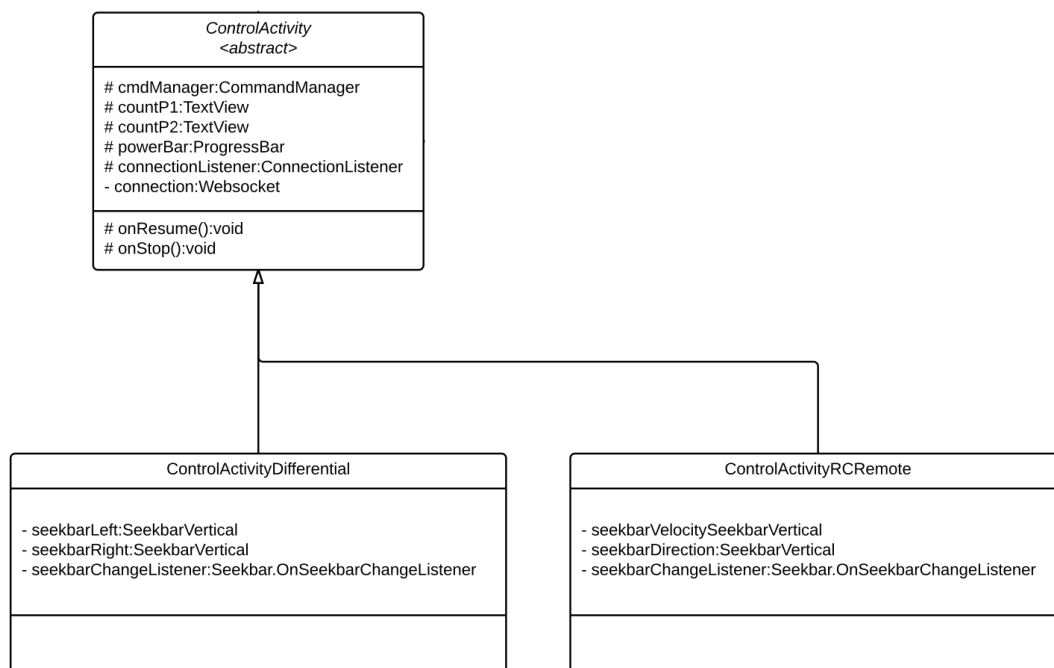 ControlActivity
<abstract>
# cmdManager:CommandManager
# countP1:TextView
# countP2:TextView
# powerBar:ProgressBar
# connectionListener:ConnectionListener
- connection:Websocket
# onResume():void
# onStop():void
ControlActivityDifferential
- seekbarLeft:SeekbarVertical
- seekbarRight:SeekbarVertical
- seekbarChangeListener:Seekbar.OnSeekbarChangeListener
ControlActivityRCRemote
- seekbarVelocitySeekbarVertical
- seekbarDirection:SeekbarVertical
- seekbarChangeListener:Seekbar.OnSeekbarChangeListener